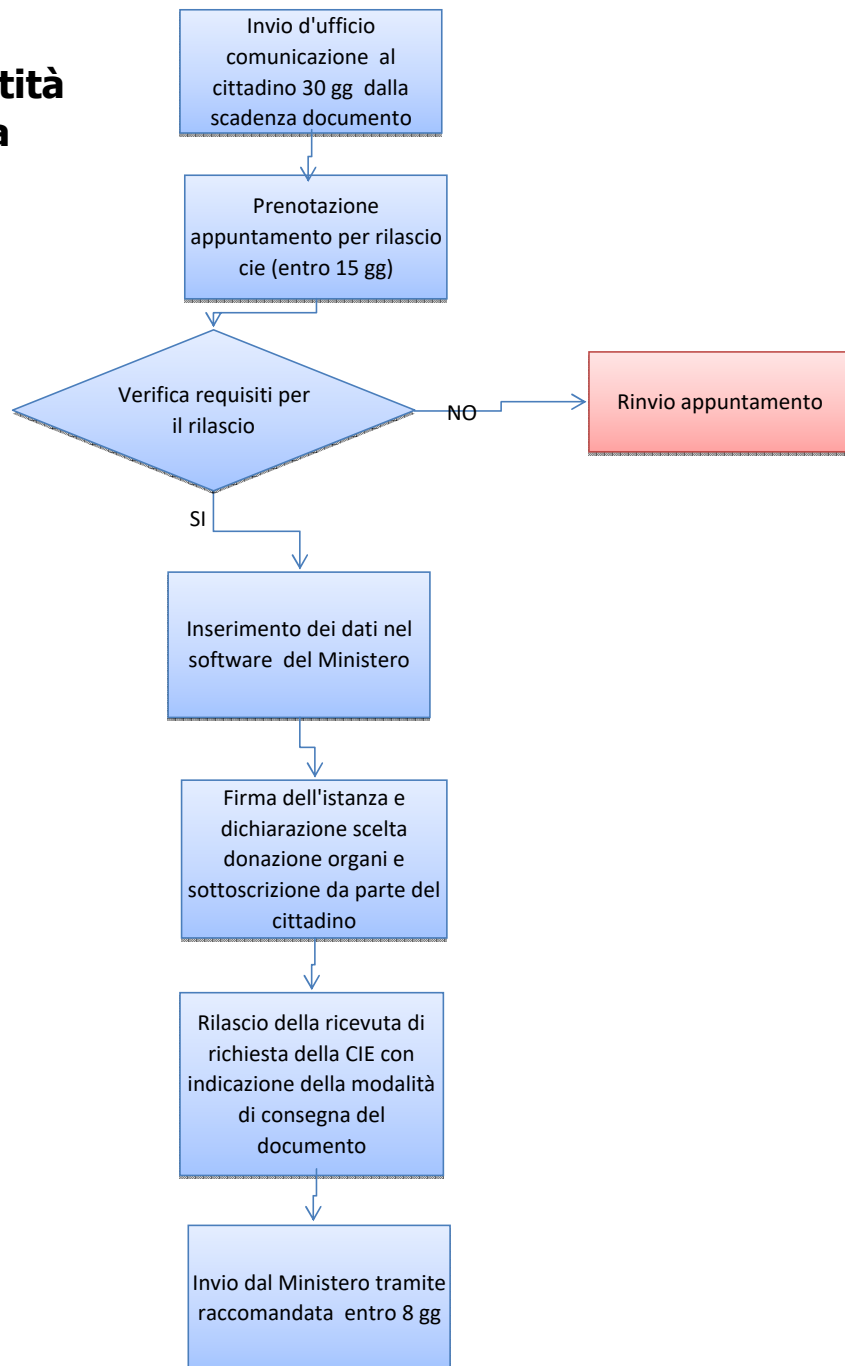 tità
a
Invio d'ufficio
comunicazione al
cittadino 30 gg dalla
scadenza documento
Prenotazione
appuntamento per rilascio
cie (entro 15 gg)
Verifica requisiti per
il rilascio
NO
Rinvio appuntamento
SI
Inserimento dei dati nel
software del Ministero
Firma dell'istanza e
dichiarazione scelta
donazione organi e
sottoscrizione da parte del
cittadino
Rilascio della ricevuta di
richiesta della CIE con
indicazione della modalità
di consegna del
documento
Invio dal Ministero tramite
raccomandata entro 8 gg